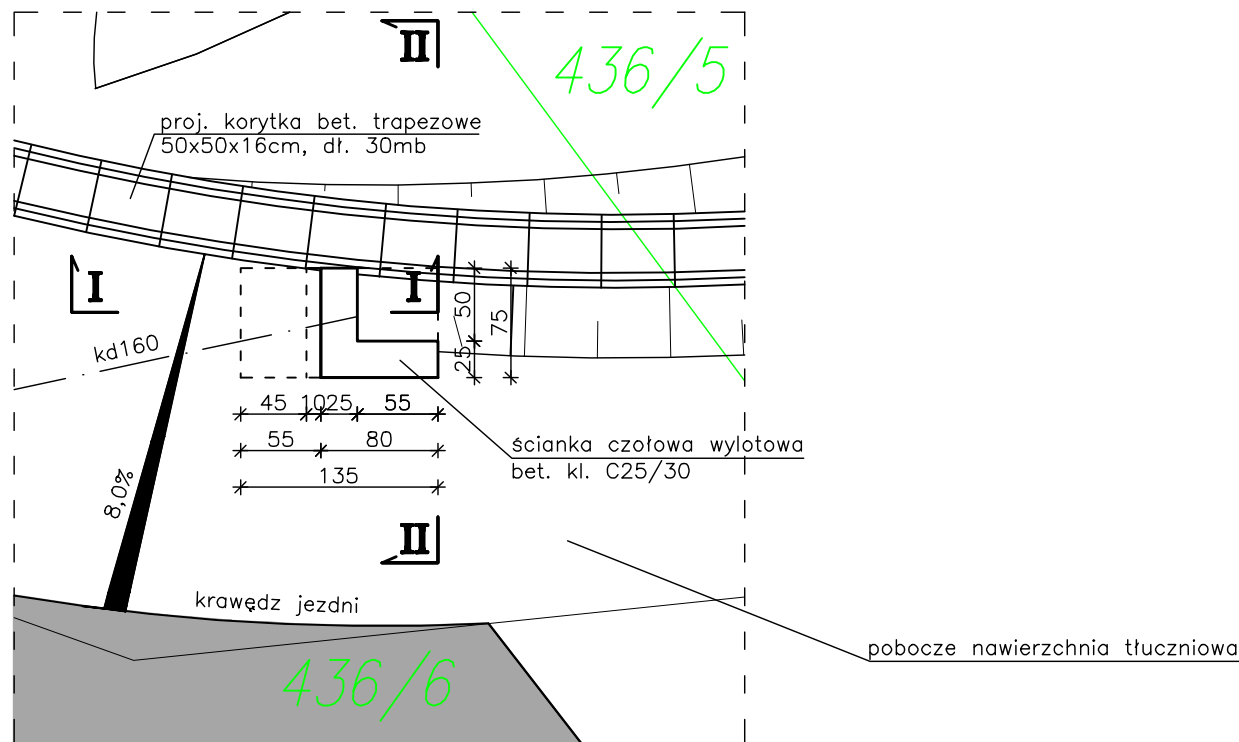 II
436/5
proj. korytka bet. trapezowe
50x50x16cm, dł. 30mb
I
I
50
75
25
kd160
45 10 25 55
55 80
135
ścianka czołowa wylotowa
bet. kl. C25/30
8,0%
II
krawędz jezdni
pobocze nawierzchnia tłuczniowa
436/6